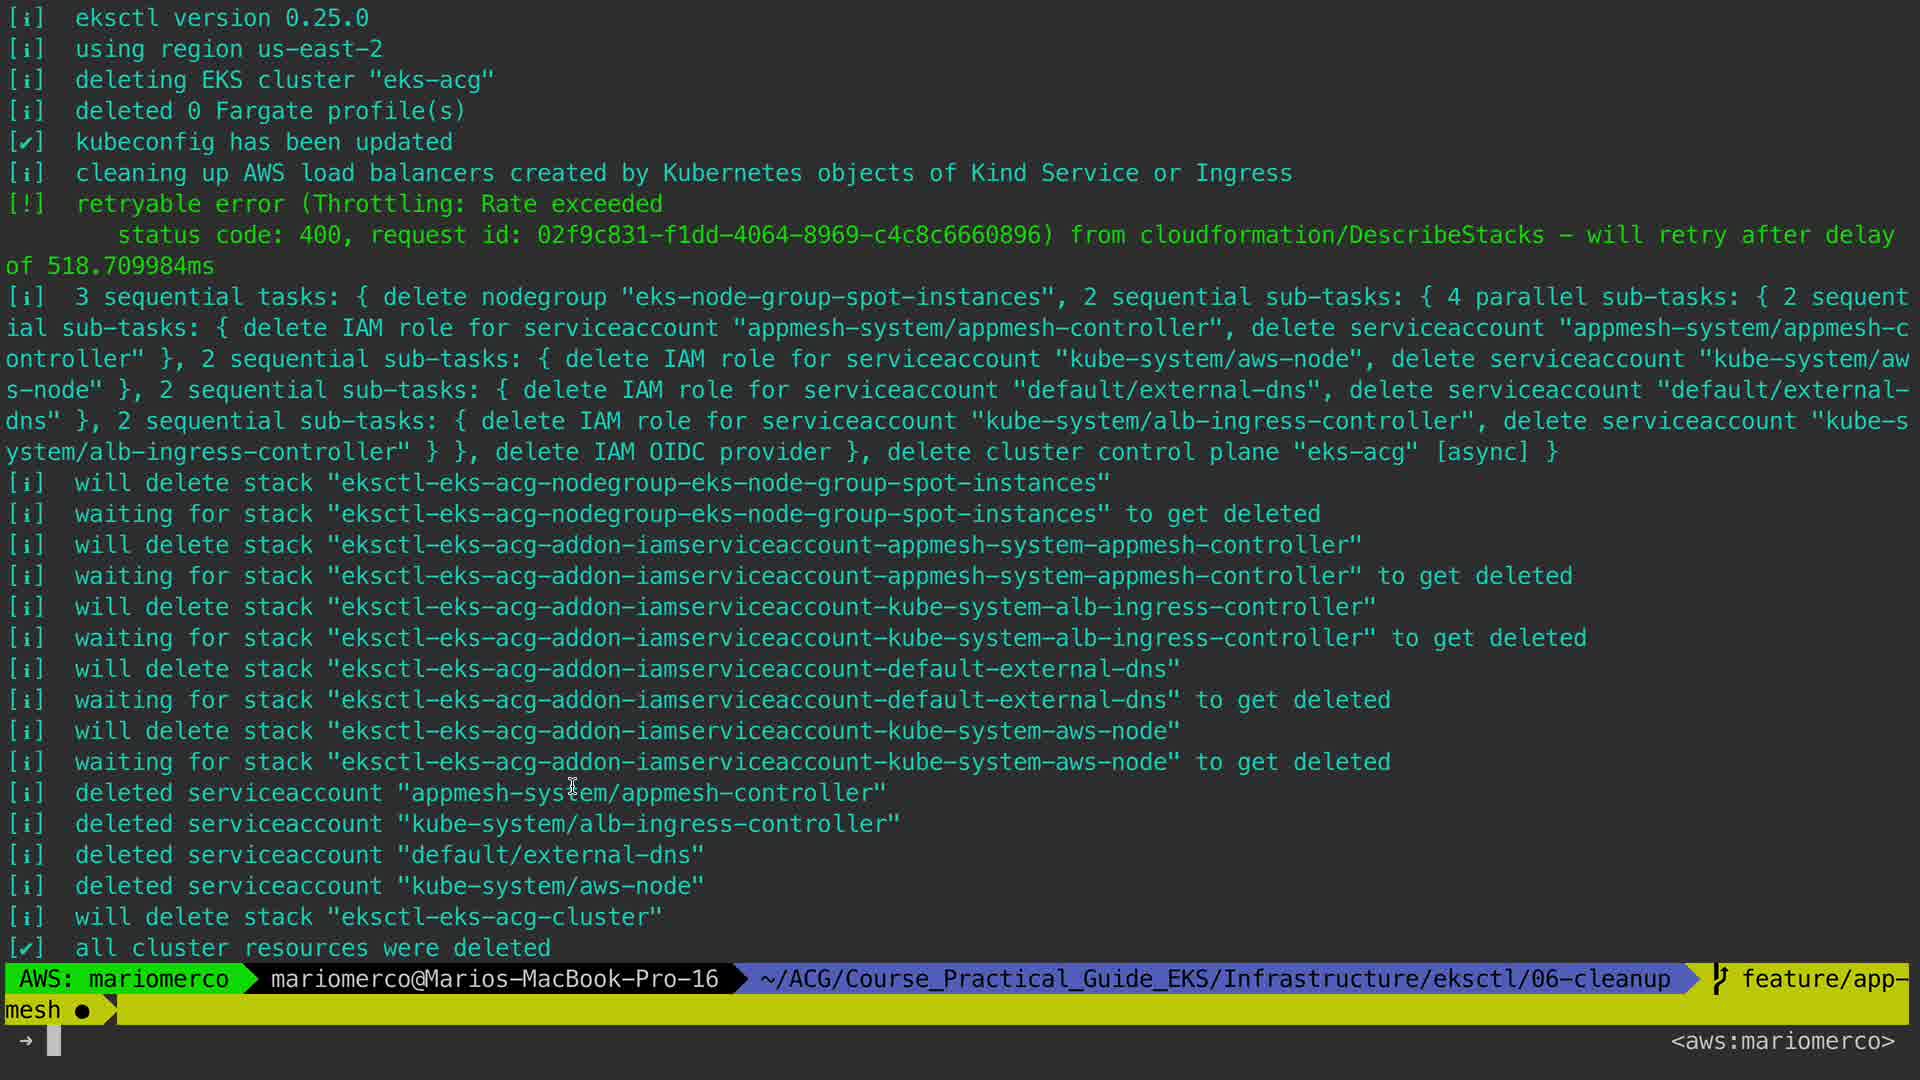 [i]  eksctl version 0.25.0
[i]  using region us-east-2
[i]  deleting EKS cluster "eks-acg"
[i]  deleted 0 Fargate profile(s)
[✔]  kubeconfig has been updated
[i]  cleaning up AWS load balancers created by Kubernetes objects of Kind Service or Ingress
[!]  retryable error (Throttling: Rate exceeded
        status code: 400, request id: 02f9c831-f1dd-4064-8969-c4c8c6660896) from cloudformation/DescribeStacks – will retry after delay
of 518.709984ms
[i]  3 sequential tasks: { delete nodegroup "eks-node-group-spot-instances", 2 sequential sub-tasks: { 4 parallel sub-tasks: { 2 sequent
ial sub-tasks: { delete IAM role for serviceaccount "appmesh-system/appmesh-controller", delete serviceaccount "appmesh-system/appmesh-c
ontroller" }, 2 sequential sub-tasks: { delete IAM role for serviceaccount "kube-system/aws-node", delete serviceaccount "kube-system/aw
s-node" }, 2 sequential sub-tasks: { delete IAM role for serviceaccount "default/external-dns", delete serviceaccount "default/external-
dns" }, 2 sequential sub-tasks: { delete IAM role for serviceaccount "kube-system/alb-ingress-controller", delete serviceaccount "kube-s
ystem/alb-ingress-controller" } }, delete IAM OIDC provider }, delete cluster control plane "eks-acg" [async] }
[i]  will delete stack "eksctl-eks-acg-nodegroup-eks-node-group-spot-instances"
[i]  waiting for stack "eksctl-eks-acg-nodegroup-eks-node-group-spot-instances" to get deleted
[i]  will delete stack "eksctl-eks-acg-addon-iamserviceaccount-appmesh-system-appmesh-controller"
[i]  waiting for stack "eksctl-eks-acg-addon-iamserviceaccount-appmesh-system-appmesh-controller" to get deleted
[i]  will delete stack "eksctl-eks-acg-addon-iamserviceaccount-kube-system-alb-ingress-controller"
[i]  waiting for stack "eksctl-eks-acg-addon-iamserviceaccount-kube-system-alb-ingress-controller" to get deleted
[i]  will delete stack "eksctl-eks-acg-addon-iamserviceaccount-default-external-dns"
[i]  waiting for stack "eksctl-eks-acg-addon-iamserviceaccount-default-external-dns" to get deleted
[i]  will delete stack "eksctl-eks-acg-addon-iamserviceaccount-kube-system-aws-node"
[i]  waiting for stack "eksctl-eks-acg-addon-iamserviceaccount-kube-system-aws-node" to get deleted
[i]  deleted serviceaccount "appmesh-system/appmesh-controller"
[i]  deleted serviceaccount "kube-system/alb-ingress-controller"
[i]  deleted serviceaccount "default/external-dns"
[i]  deleted serviceaccount "kube-system/aws-node"
[i]  will delete stack "eksctl-eks-acg-cluster"
[✔]  all cluster resources were deleted
AWS: mariomerco mariomerco@Marios-MacBook-Pro-16 ~/ACG/Course_Practical_Guide_EKS/Infrastructure/eksctl/06-cleanup feature/app-
mesh ●
→ <aws:mariomerco>